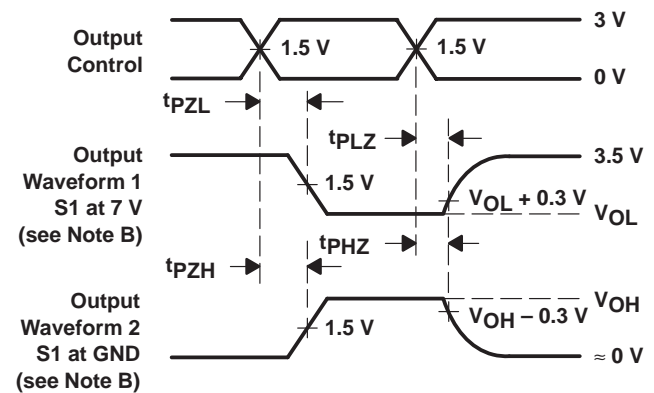 3 V
Output
Control
1.5 V
1.5 V
0 V
tPZL
tPLZ
Output
Waveform 1
S1 at 7 V
(see Note B)
3.5 V
1.5 V
VOL + 0.3 V
VOL
tPHZ
tPZH
Output
Waveform 2
S1 at GND
(see Note B)
VOH
VOH – 0.3 V
1.5 V
≈ 0 V